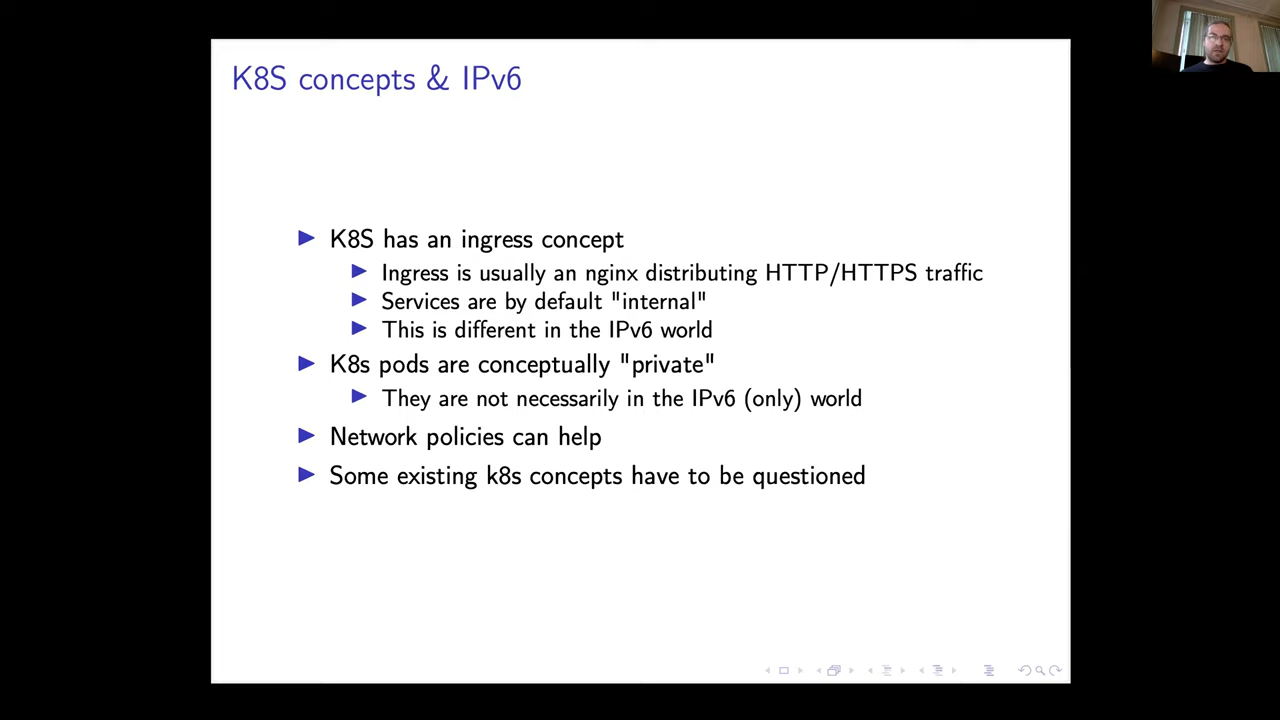 K8S concepts & IPv6
K8S has an ingress concept
Ingress is usually an nginx distributing HTTP/HTTPS traffic
Services are by default "internal"
This is different in the IPv6 world
K8s pods are conceptually "private"
They are not necessarily in the IPv6 (only) world
Network policies can help
Some existing k8s concepts have to be questioned